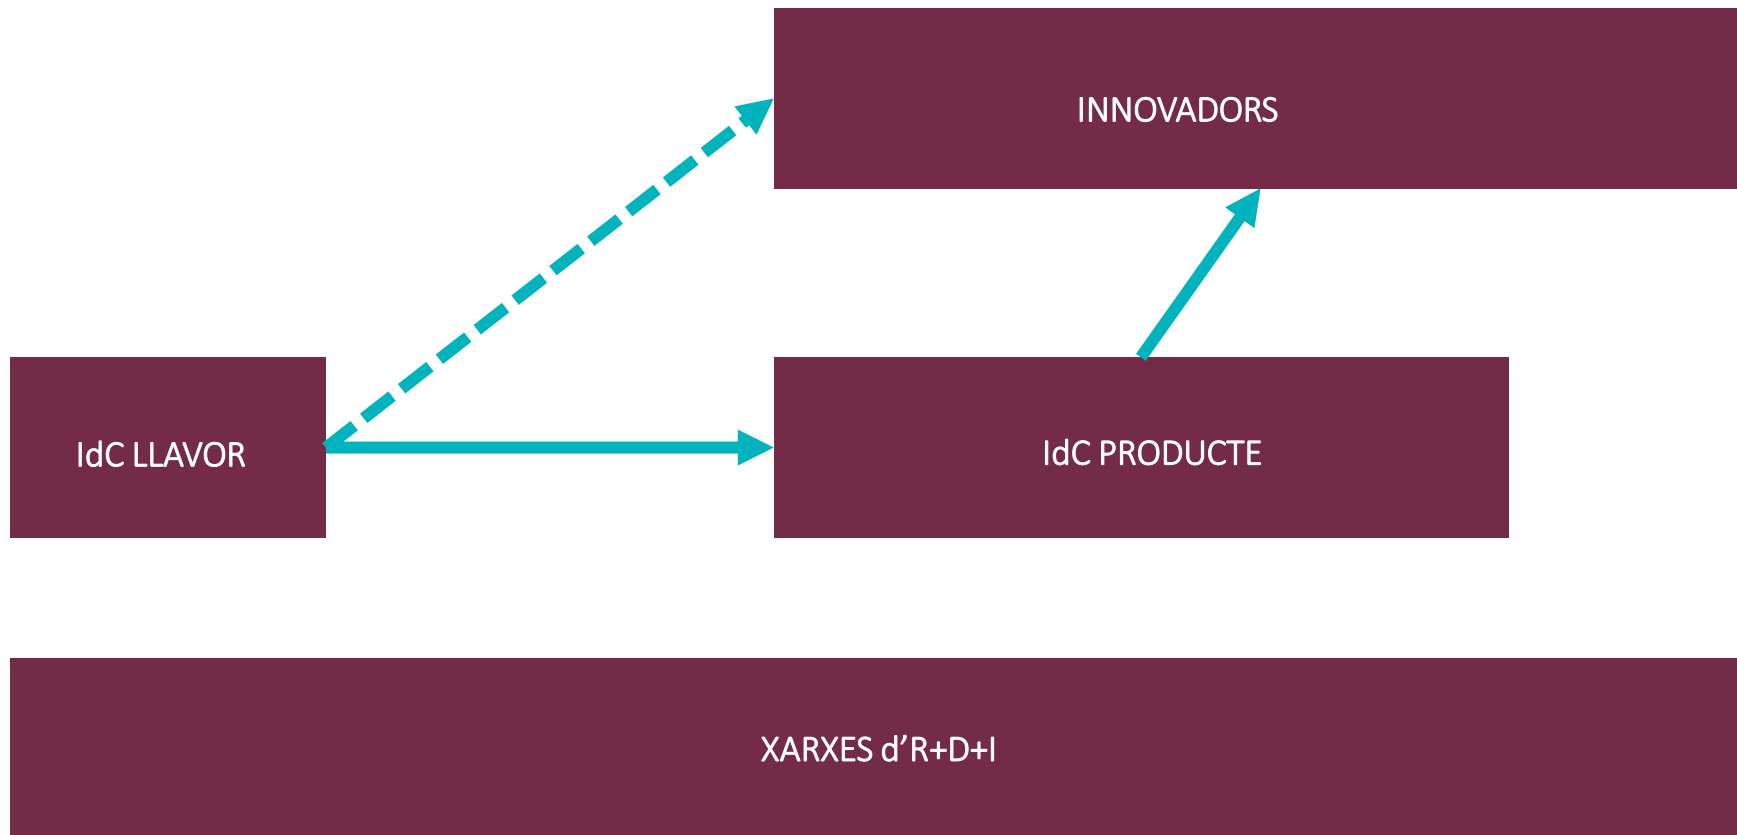 INNOVADORS
IdC LLAVOR
IdC PRODUCTE
XARXES d’R+D+I